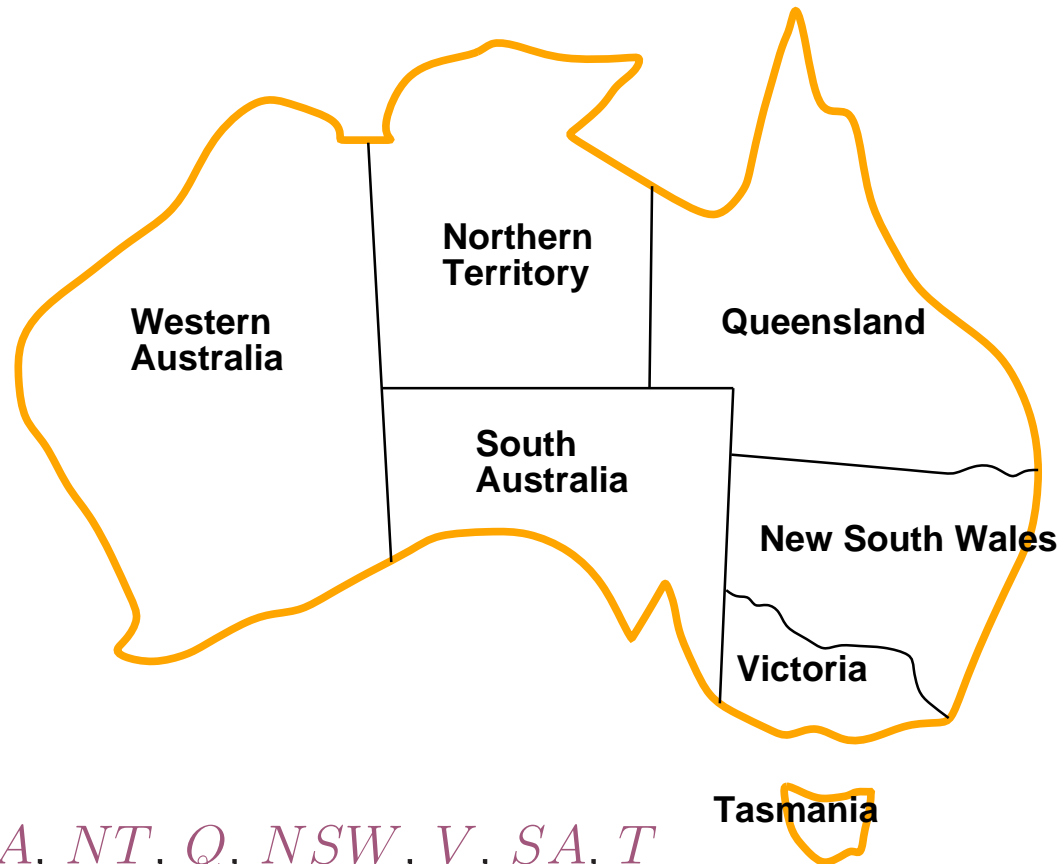 Northern
Territory
Western
Australia
Queensland
South
Australia
New South Wales
Victoria
Tasmania
A, NT, Q, NSW, V, SA, T